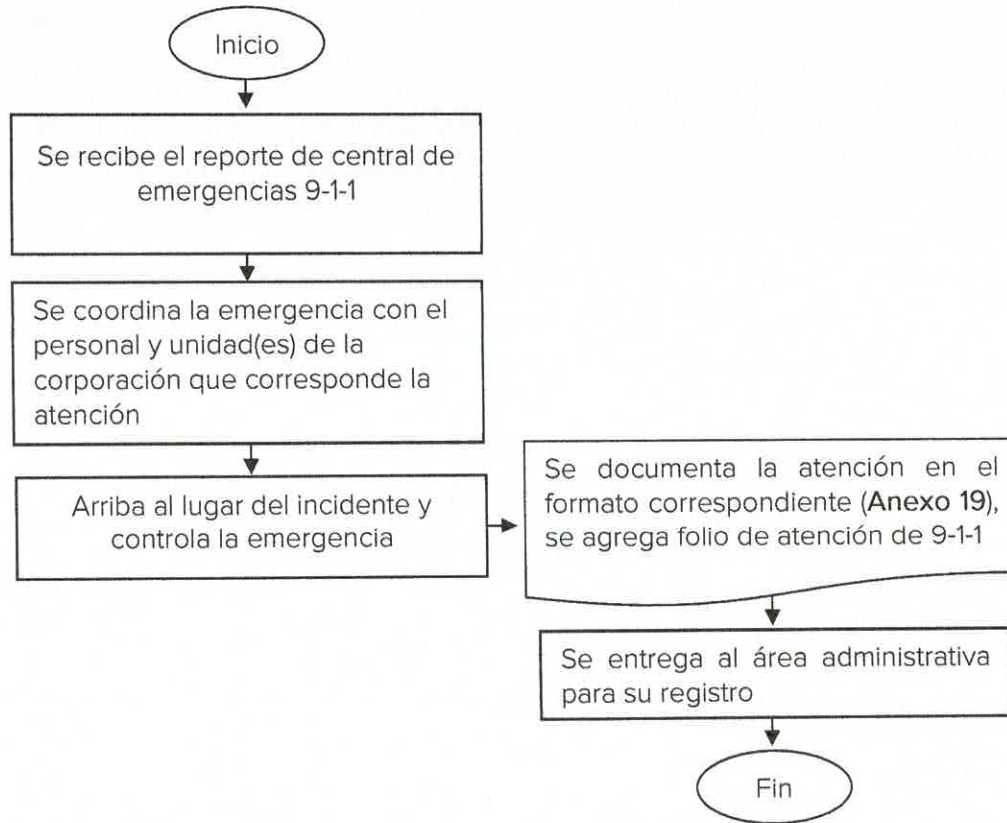 Inicio
Se recibe el reporte de central de
emergencias 9-1-1
Se coordina la emergencia con el
personal y unidad(es) de la
corporación que corresponde la
atención
Arriba al lugar del incidente y
controla la emergencia
Se documenta la atención en el
formato correspondiente (Anexo 19),
se agrega folio de atención de 9-1-1
Se entrega al área administrativa
para su registro
Fin